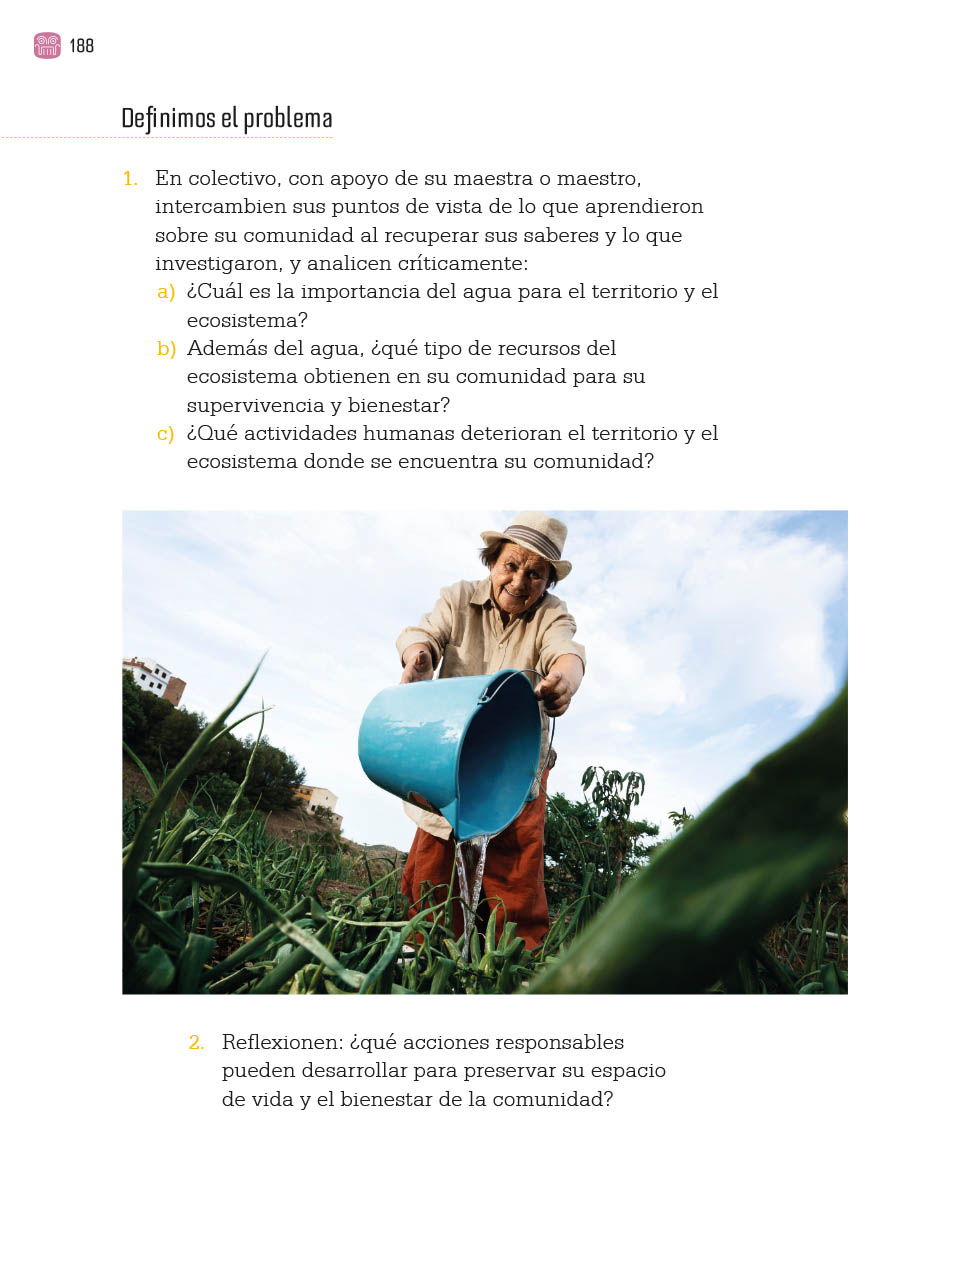 188
Definimos el problema
1. En colectivo, con apoyo de su maestra o maestro,
intercambien sus puntos de vista de lo que aprendieron
sobre su comunidad al recuperar sus saberes y lo que
investigaron, y analicen críticamente:
a) ¿Cuál es la importancia del agua para el territorio y el
ecosistema?
b) Además del agua, ¿qué tipo de recursos del
ecosistema obtienen en su comunidad para su
supervivencia y bienestar?
c) ¿Qué actividades humanas deterioran el territorio y el
ecosistema donde se encuentra su comunidad?
2. Reflexionen: ¿qué acciones responsables
pueden desarrollar para preservar su espacio
de vida y el bienestar de la comunidad?